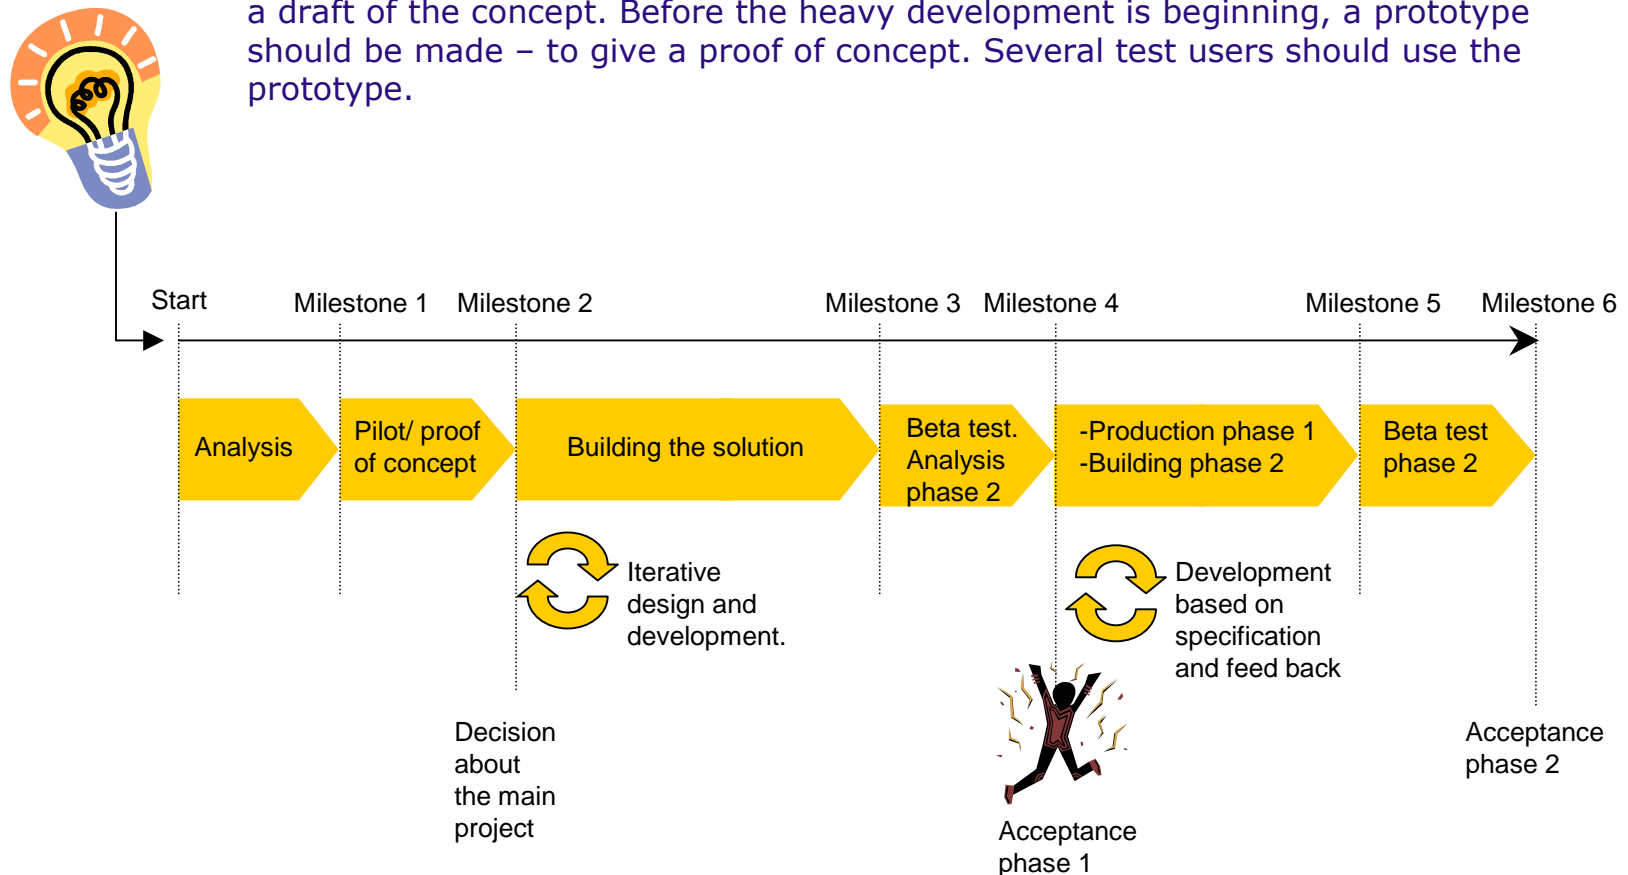 a draft of the concept. Before the heavy development is beginning, a prototype
should be made – to give a proof of concept. Several test users should use the
prototype.
Start
Milestone 1
Milestone 2
Milestone 3
Milestone 4
Milestone 5
Milestone 6
Analysis
Pilot/ proof
of concept
Building the solution
Beta test.
Analysis
phase 2
-Production phase 1
-Building phase 2
Beta test
phase 2
Iterative
design and
development.
Development
based on
specification
and feed back
Decision
about
the main
project
Acceptance
phase 1
Acceptance
phase 2